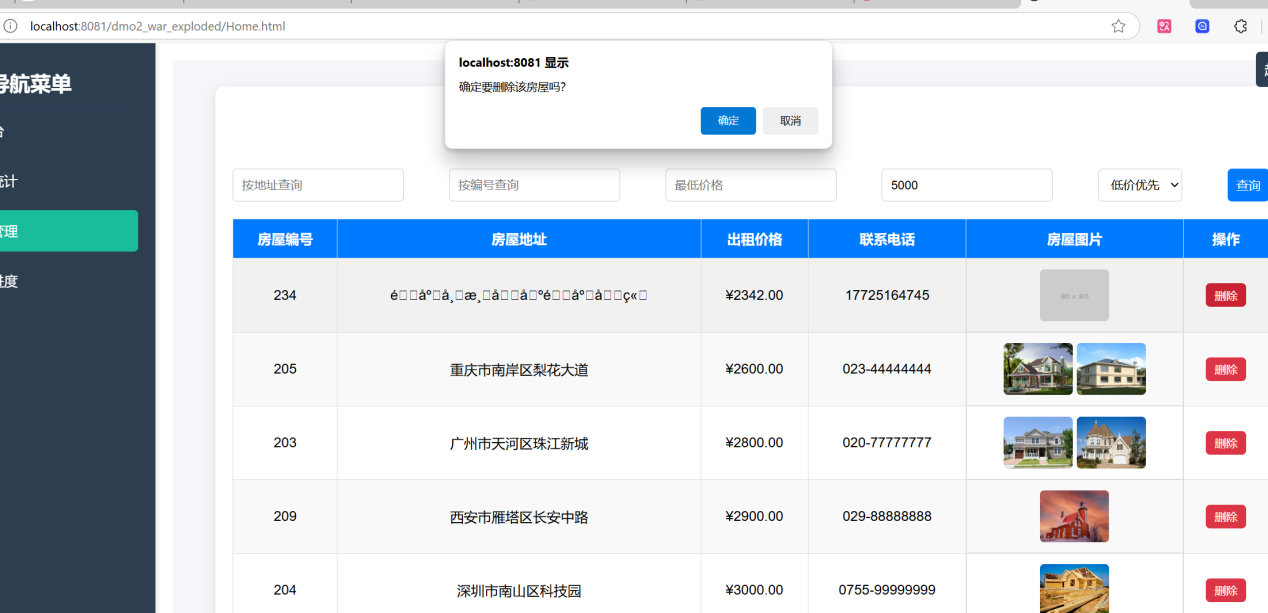 localhost:8081/dmo2_war_exploded/Home.html
localhost:8081 显示
确定要删除该房屋吗?
确定
取消
导航菜单
台
统计
管理
进度
按地址查询
按编号查询
最低价格
5000
低价优先
查询
房屋编号 房屋地址 出租价格 联系电话 房屋图片 操作
234 ¥2342.00 17725164745 删除
205 重庆市南岸区梨花大道 ¥2600.00 023-44444444 删除
203 广州市天河区珠江新城 ¥2800.00 020-77777777 删除
209 西安市雁塔区长安中路 ¥2900.00 029-88888888 删除
204 深圳市南山区科技园 ¥3000.00 0755-99999999 删除